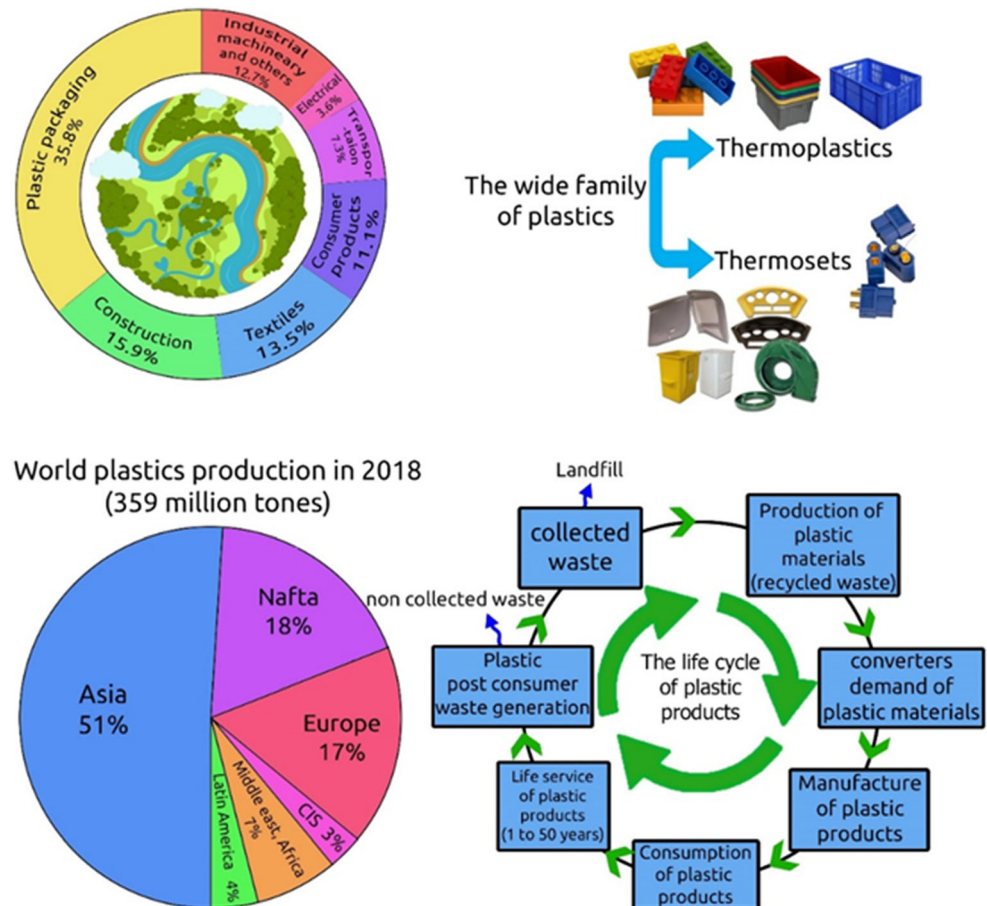 Plastic packaging
35.8%
Industrial
machineary
and others
12.7%
Electrical
3.6%
Transpor
-taion
7.3%
Consumer
products
11.1%
Textiles
13.5%
Construction
15.9%
The wide family
of plastics
Thermoplastics
Thermosets
World plastics production in 2018
(359 million tones)
Asia
51%
Nafta
18%
Europe
17%
CIS 3%
Middle east, Africa
7%
Latin America 4%
Landfill
collected
waste
Production of
plastic
materials
(recycled waste)
non collected waste
Plastic
post consumer
waste generation
The life cycle
of plastic
products
converters
demand of
plastic materials
Life service
of plastic
products
(1 to 50 years)
Manufacture
of plastic
products
Consumption
of plastic
products